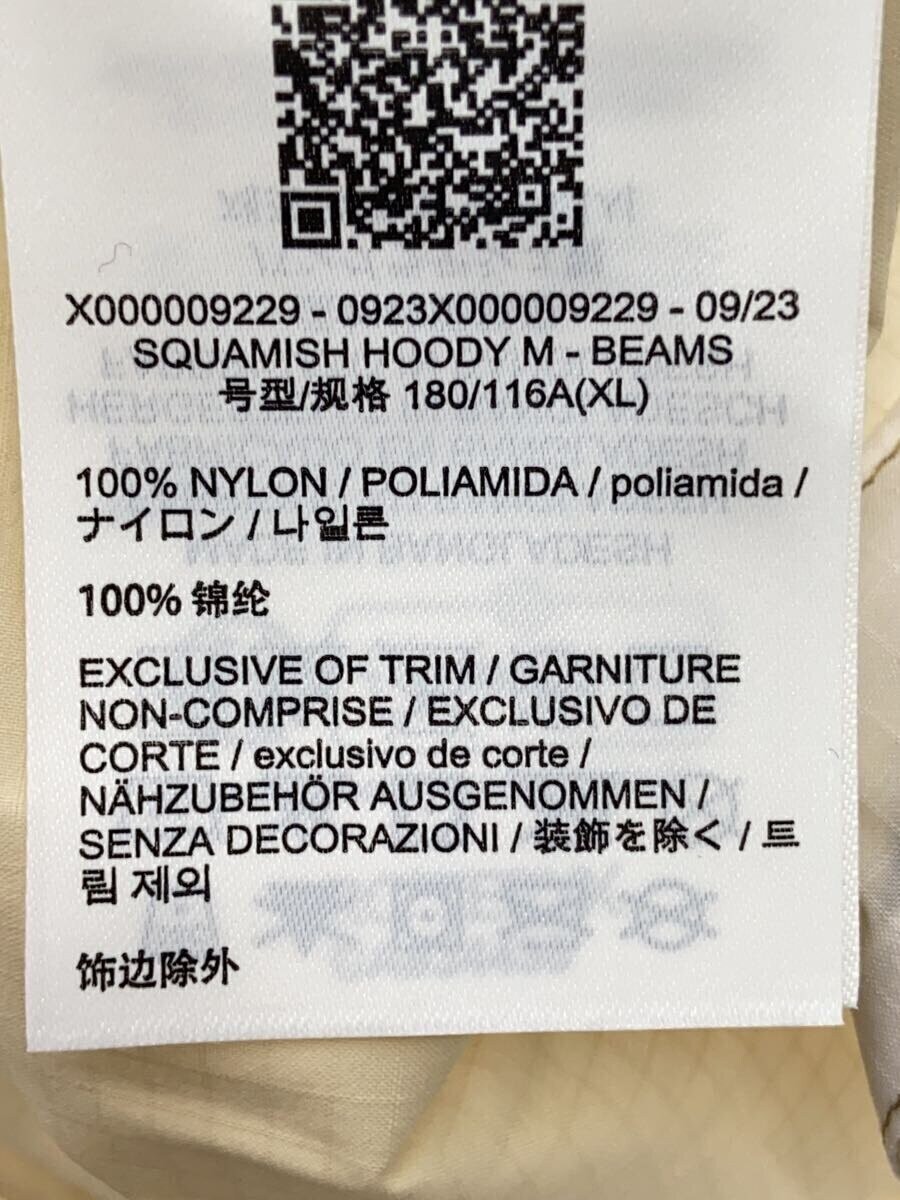 X000009229 - 0923X000009229 - 09/23
SQUAMISH HOODY M - BEAMS
号型/规格 180/116A(XL)
100% NYLON / POLIAMIDA / poliamida /
ナイロン / 나일론
100% 锦纶
EXCLUSIVE OF TRIM / GARNITURE
NON-COMPRISE / EXCLUSIVO DE
CORTE / exclusivo de corte /
NÄHZUBEHÖR AUSGENOMMEN /
SENZA DECORAZIONI / 装飾を除く / 트
림 제외
饰边除外